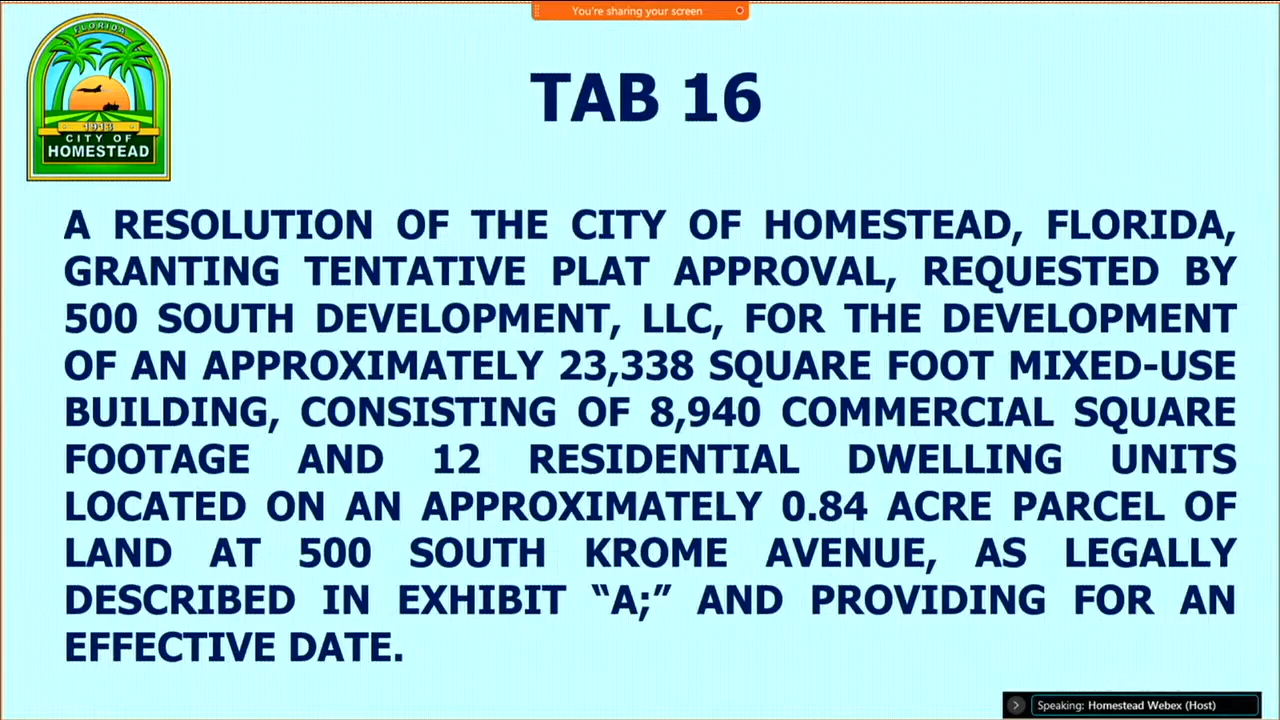 You're sharing your screen
FLORIDA
1913
CITY OF
HOMESTEAD
TAB 16
A RESOLUTION OF THE CITY OF HOMESTEAD, FLORIDA,
GRANTING TENTATIVE PLAT APPROVAL, REQUESTED BY
500 SOUTH DEVELOPMENT, LLC, FOR THE DEVELOPMENT
OF AN APPROXIMATELY 23,338 SQUARE FOOT MIXED-USE
BUILDING, CONSISTING OF 8,940 COMMERCIAL SQUARE
FOOTAGE AND 12 RESIDENTIAL DWELLING UNITS
LOCATED ON AN APPROXIMATELY 0.84 ACRE PARCEL OF
LAND AT 500 SOUTH KROME AVENUE, AS LEGALLY
DESCRIBED IN EXHIBIT “A;” AND PROVIDING FOR AN
EFFECTIVE DATE.
Speaking: Homestead Webex (Host)